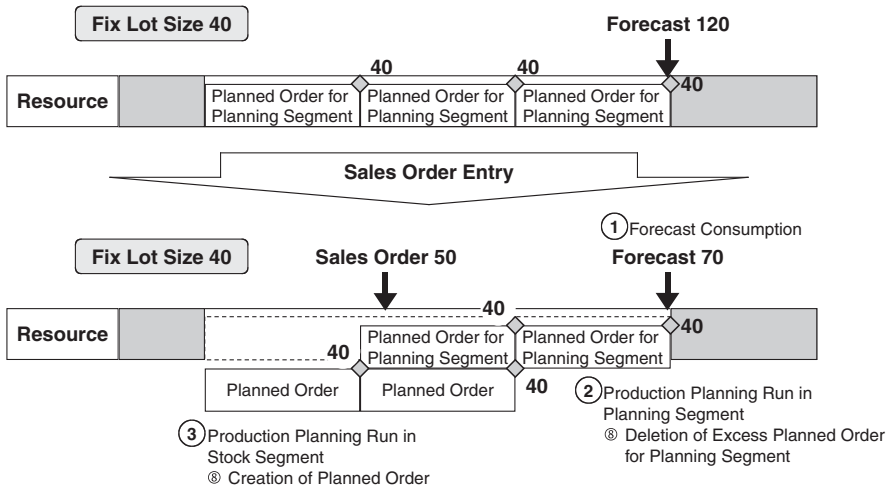 Fix Lot Size 40
Forecast 120
40
40
40
Resource
Planned Order for
Planning Segment
Planned Order for
Planning Segment
Planned Order for
Planning Segment
Sales Order Entry
1 Forecast Consumption
Fix Lot Size 40
Sales Order 50
Forecast 70
40
40
Resource
Planned Order for
Planning Segment
Planned Order for
Planning Segment
40
Planned Order
Planned Order
40
2 Production Planning Run in
Planning Segment
⑧ Deletion of Excess Planned Order
for Planning Segment
3 Production Planning Run in
Stock Segment
⑧ Creation of Planned Order